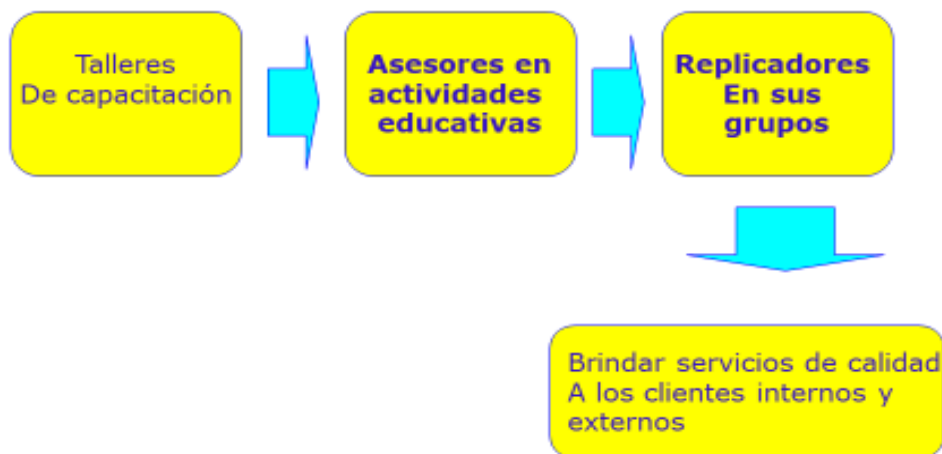 Talleres
De capacitación
Asesores en
actividades
educativas
Replicadores
En sus
grupos
Brindar servicios de calidad
A los clientes internos y
externos